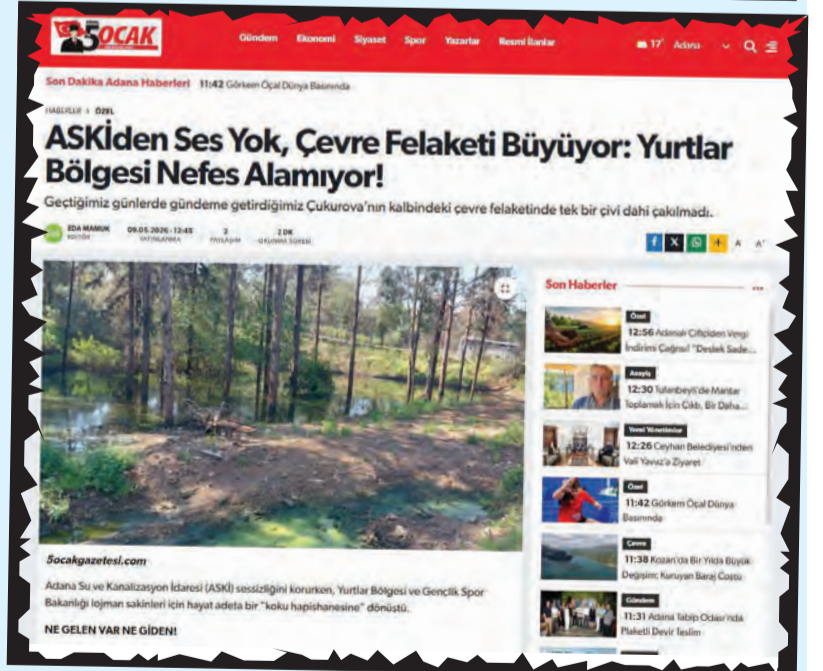 5OCAK
Gündem Ekonomi Siyaset Spor Yazarlar Resmi İlanlar
17° Adana
Son Dakika Adana Haberleri 11:42 Görkem Öçal Dünya Basınında
HABERLER ÖZEL
ASKİden Ses Yok, Çevre Felaketi Büyüyor: Yurtlar
Bölgesi Nefes Alamıyor!
Geçtiğimiz günlerde gündeme getirdiğimiz Çukurova'nın kalbindeki çevre felaketinde tek bir çivi dahi çakılmadı.
EDA MAMUK 09.05.2026 - 12:45 2 2 DK
EDİTÖR YAYINLANMA PAYLAŞIM OKUNMA SÜRESİ
A A+
Son Haberler
Özel
12:56 Adanalı Çiftçiden Vergi
İndirimi Çağrısı! "Destek Sade...
Asayiş
12:30 Tufanbeyli'de Mantar
Toplamak İçin Çıktı, Bir Daha...
Yerel Yönetimler
12:26 Ceyhan Belediyesi'nden
Vali Yavuz'a Ziyaret
Özel
11:42 Görkem Öçal Dünya
Basınında
Çevre
11:38 Kozan'da Bir Yılda Büyük
Değişim: Kuruyan Baraj Coştu
Gündem
11:31 Adana Tabip Odası'nda
Plaketli Devir Teslim
5ocakgazetesi.com
Adana Su ve Kanalizasyon İdaresi (ASKİ) sessizliğini korurken, Yurtlar Bölgesi ve Gençlik Spor
Bakanlığı lojman sakinleri için hayat adeta bir "koku hapishanesine" dönüştü.
NE GELEN VAR NE GİDEN!